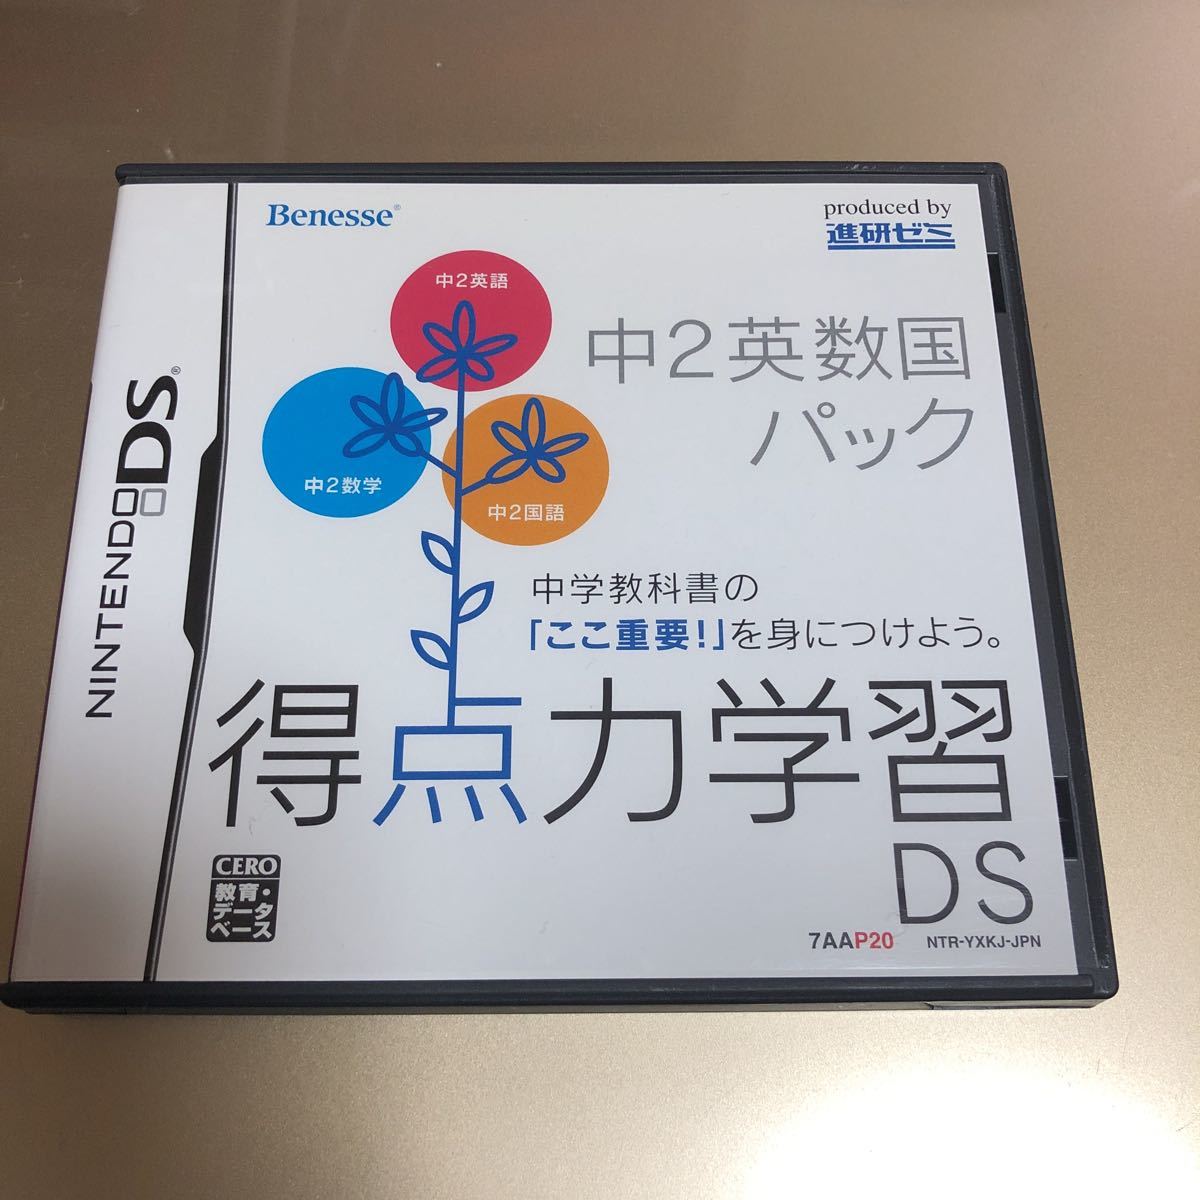 Benesse®
produced by
進研ゼミ
中2英語
中2数学
中2国語
中2英数国
パック
中学教科書の
「ここ重要!」を身につけよう。
得点力学習
DS
CERO
教育・
データ
ベース
7AAP20 NTR-YXKJ-JPN
NINTENDO DS®